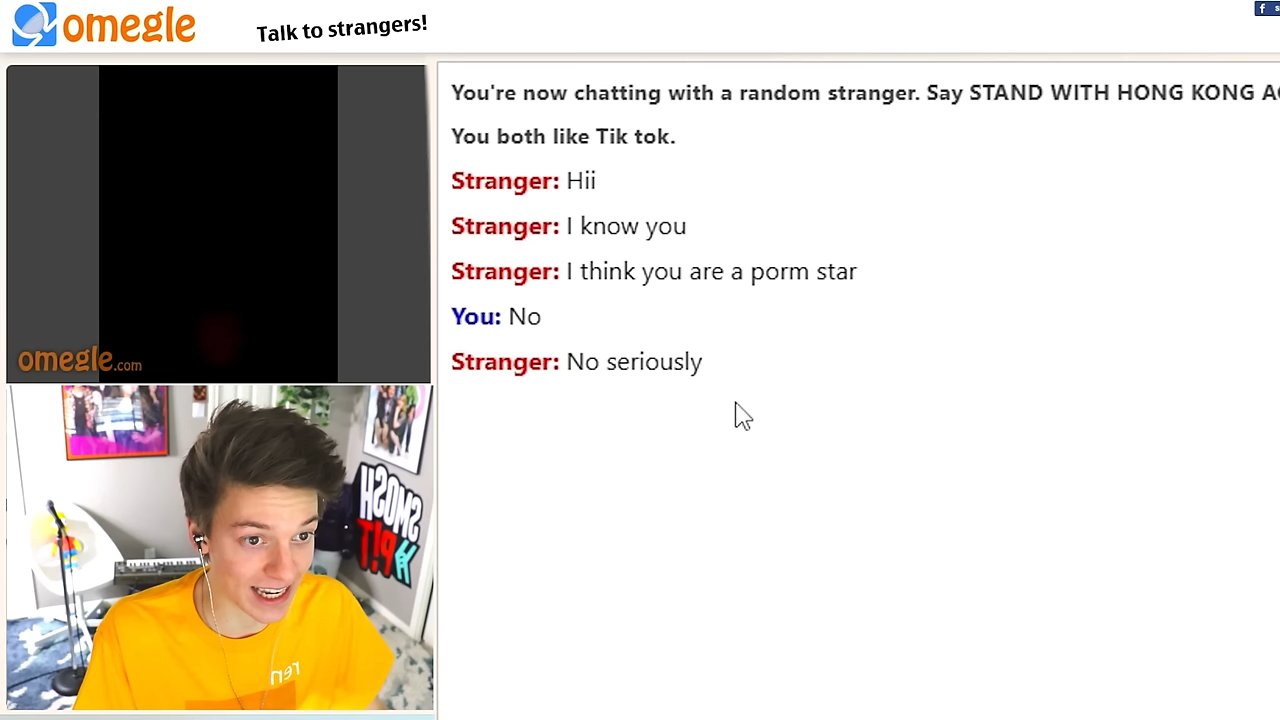 omegle
Talk to strangers!
f
You're now chatting with a random stranger. Say STAND WITH HONG KONG
You both like Tik tok.
Stranger: Hii
Stranger: I know you
Stranger: I think you are a porm star
You: No
Stranger: No seriously
omegle.com
SMOSH
PIT
ren